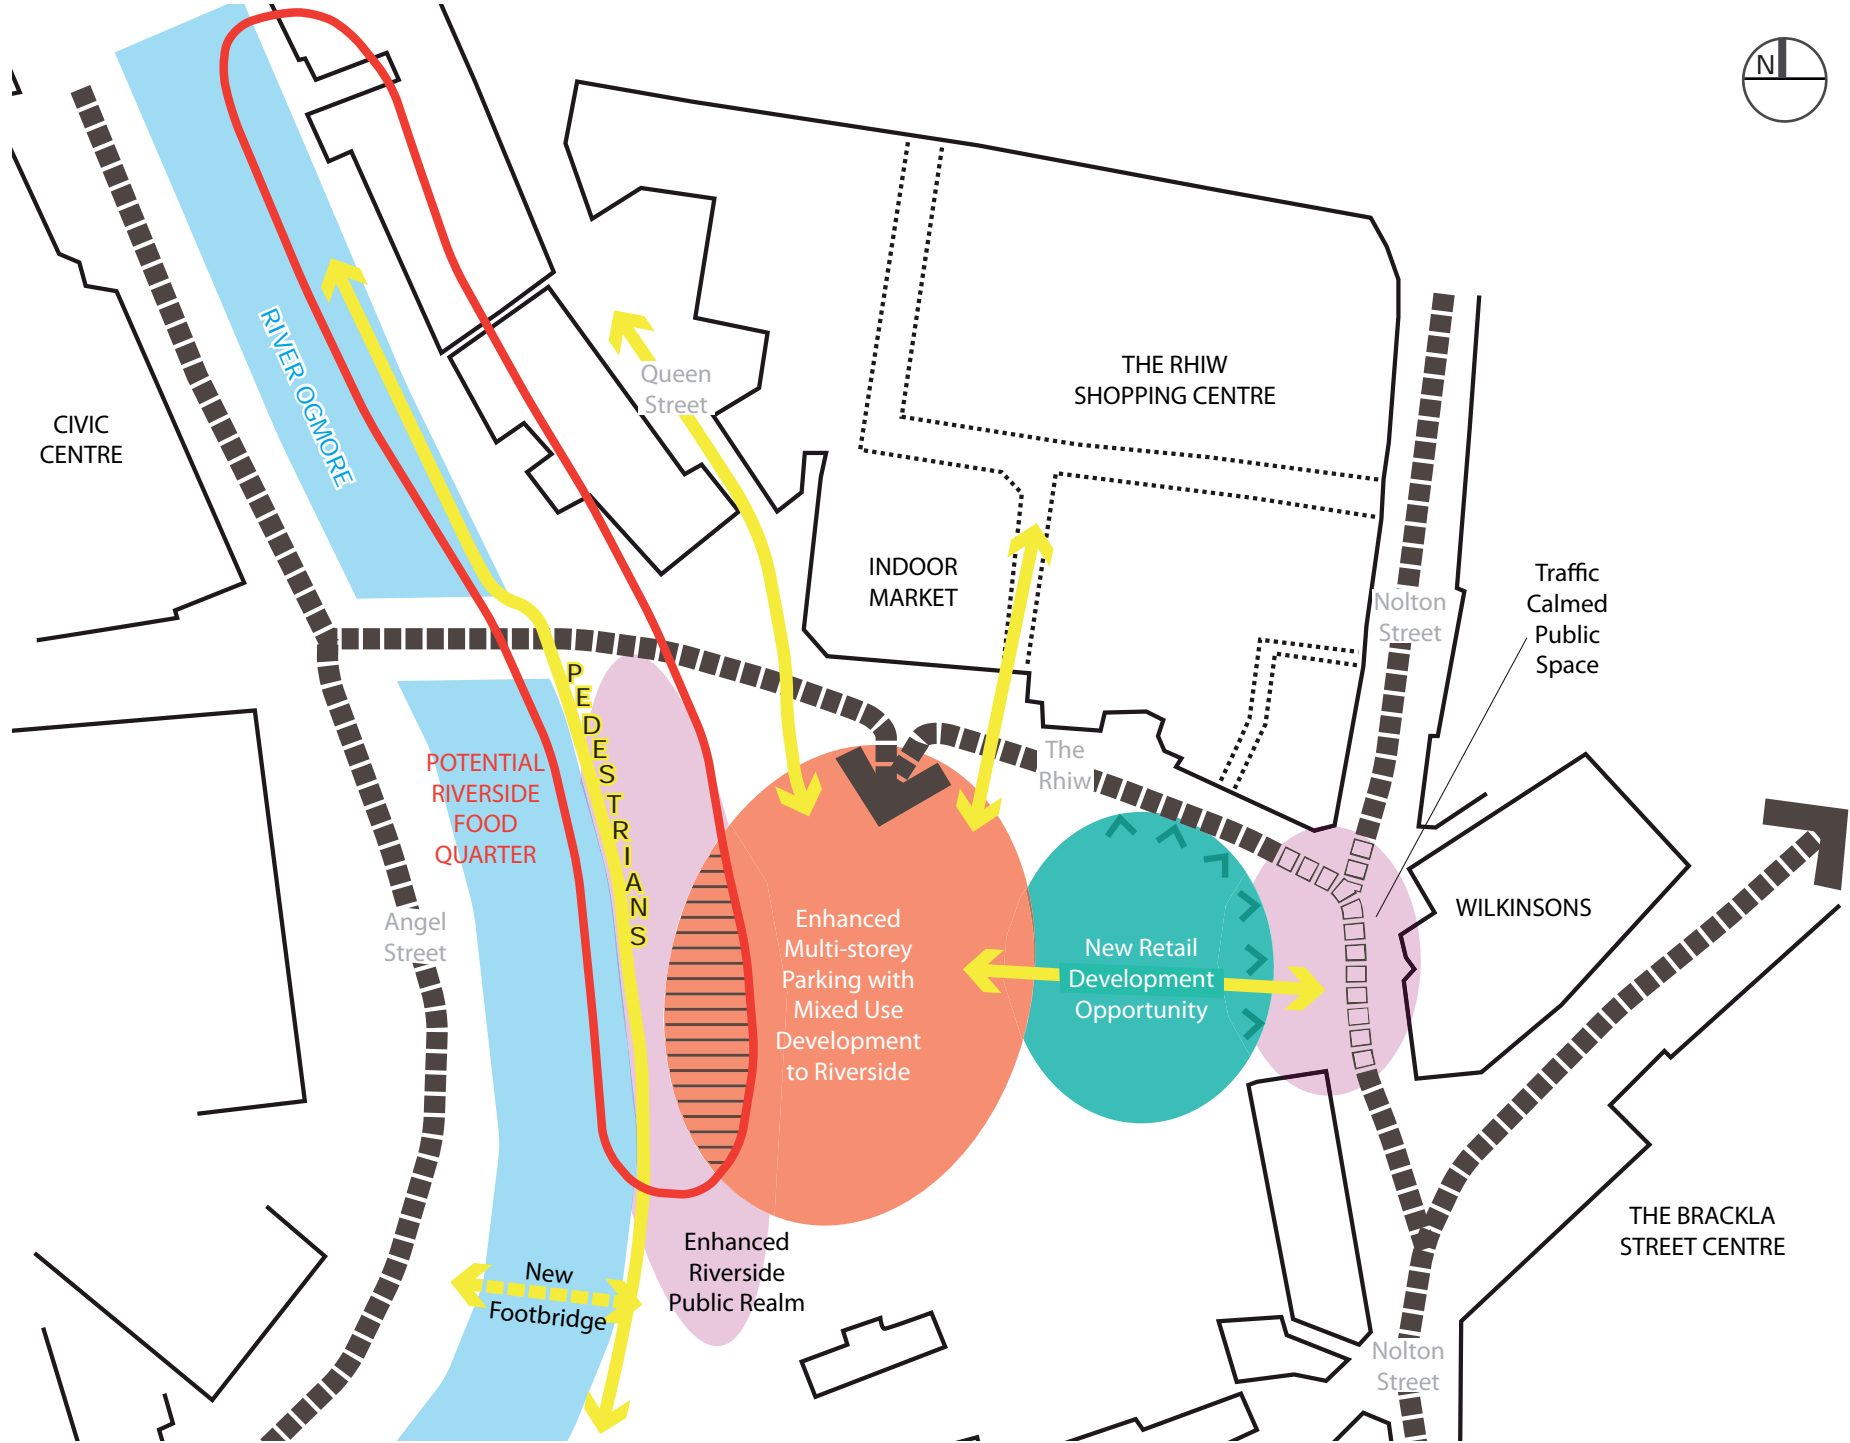 N
RIVER OGMORE
CIVIC
CENTRE
Queen
Street
THE RHIW
SHOPPING CENTRE
INDOOR
MARKET
Nolton
Street
Traffic
Calmed
Public
Space
PEDESTRIANS
The
Rhiw
POTENTIAL
RIVERSIDE
FOOD
QUARTER
Angel
Street
Enhanced
Multi-storey
Parking with
Mixed Use
Development
to Riverside
New Retail
Development
Opportunity
WILKINSONS
Enhanced
Riverside
Public Realm
New
Footbridge
THE BRACKLA
STREET CENTRE
Nolton
Street